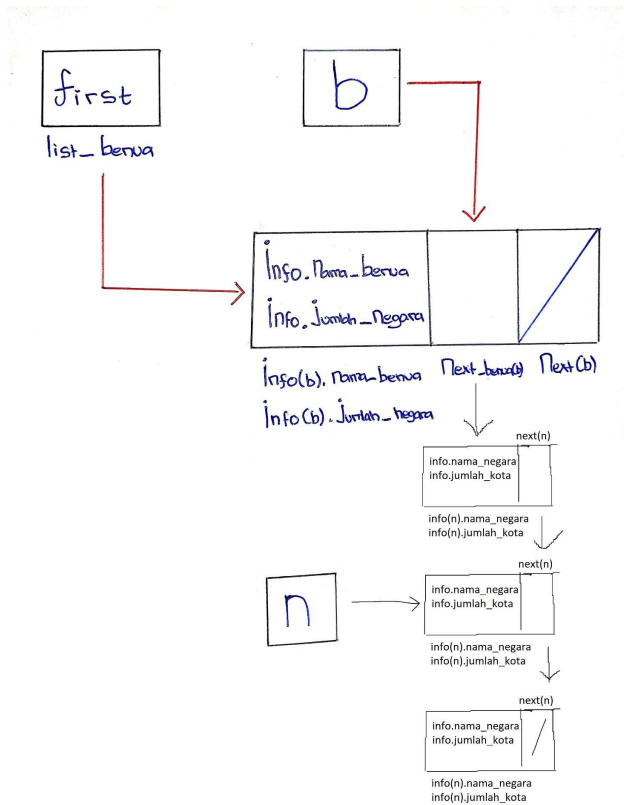 first
list_benua
b
Info.Nama_benua
Info.Jumlah_Negara
Info(b).nama_benua
Next_benua(b)
Next(b)
Info(b).Jumlah_negara
next(n)
info.nama_negara
info.jumlah_kota
info(n).nama_negara
info(n).jumlah_kota
next(n)
n
info.nama_negara
info.jumlah_kota
info(n).nama_negara
info(n).jumlah_kota
next(n)
info.nama_negara
info.jumlah_kota
info(n).nama_negara
info(n).jumlah_kota